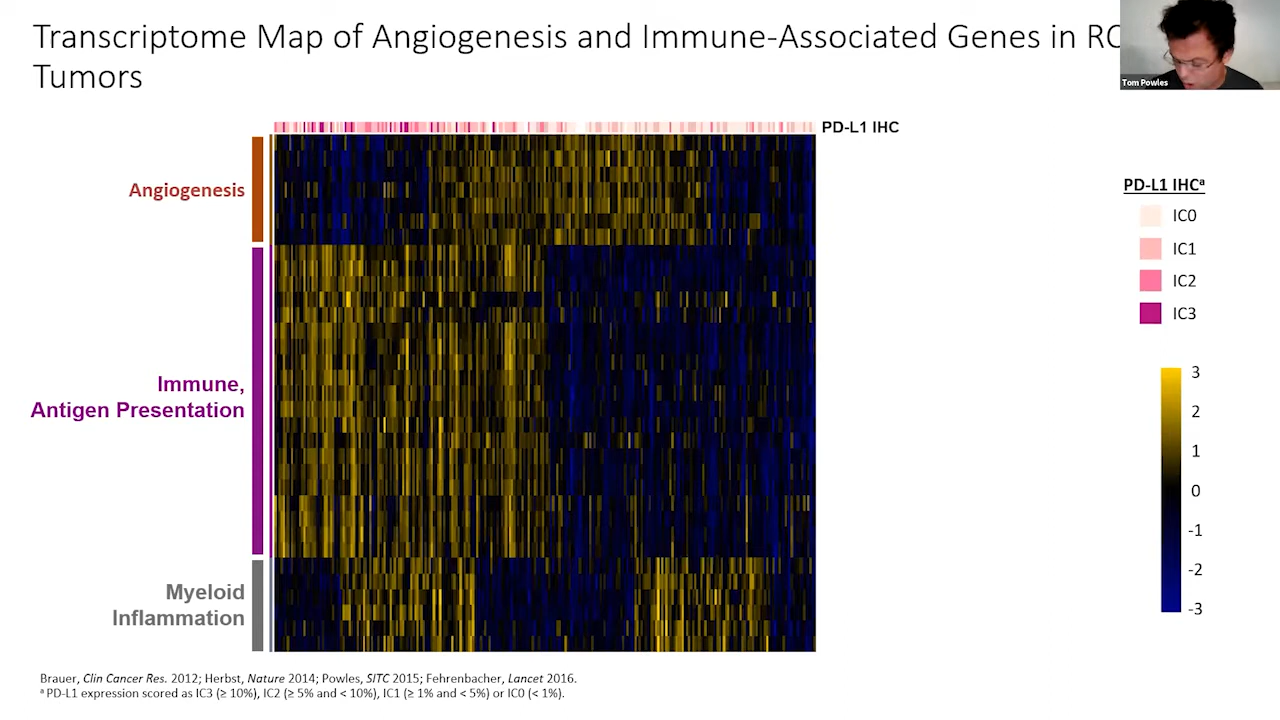 Transcriptome Map of Angiogenesis and Immune-Associated Genes in RC
Tumors
Tom Powles
PD-L1 IHC
Angiogenesis
Immune,
Antigen Presentation
Myeloid
Inflammation
PD-L1 IHCᵃ
IC0
IC1
IC2
IC3
3
2
1
0
-1
-2
-3
Brauer, Clin Cancer Res. 2012; Herbst, Nature 2014; Powles, SITC 2015; Fehrenbacher, Lancet 2016.
ᵃ PD-L1 expression scored as IC3 (≥ 10%), IC2 (≥ 5% and < 10%), IC1 (≥ 1% and < 5%) or IC0 (< 1%).